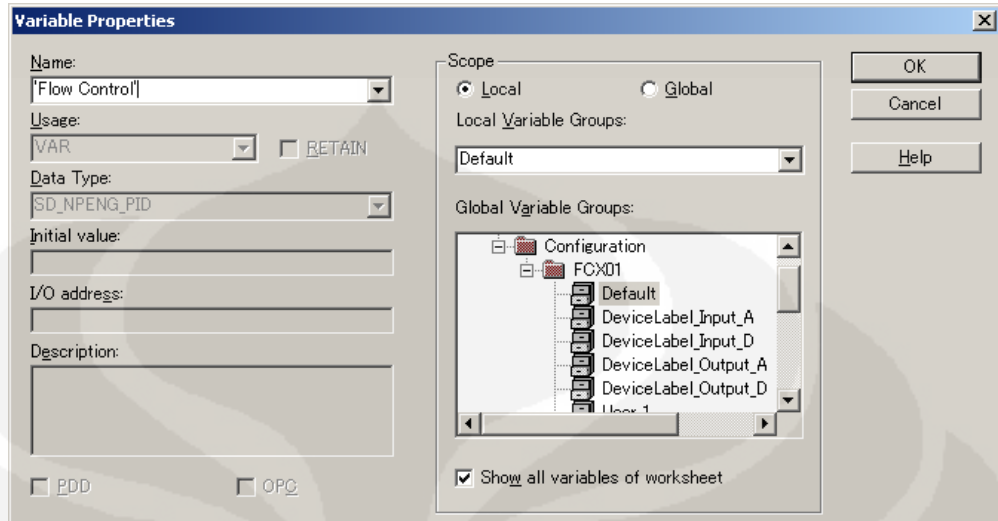 Variable Properties
Name:
'Flow Control'
Usage:
VAR
RETAIN
Data Type:
SD_NPENG_PID
Initial value:
I/O address:
Description:
PDD
OPC
Scope
Local
Global
Local Variable Groups:
Default
Global Variable Groups:
Configuration
FCX01
Default
DeviceLabel_Input_A
DeviceLabel_Input_D
DeviceLabel_Output_A
DeviceLabel_Output_D
User 1
Show all variables of worksheet
OK
Cancel
Help